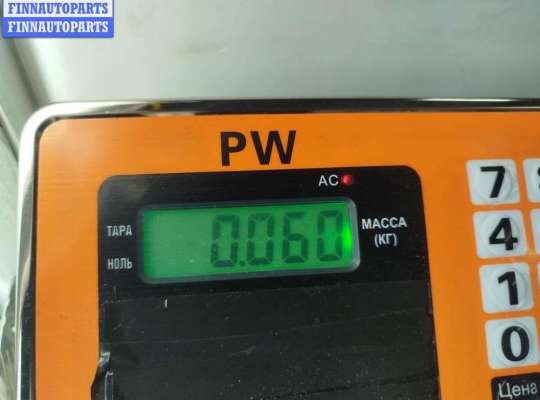 FINNAUTOPARTS
FINNAUTOPARTS
PW
AC
ТАРА
НОЛЬ
0.060
МАССА
(КГ)
7
4
1
0
Цена